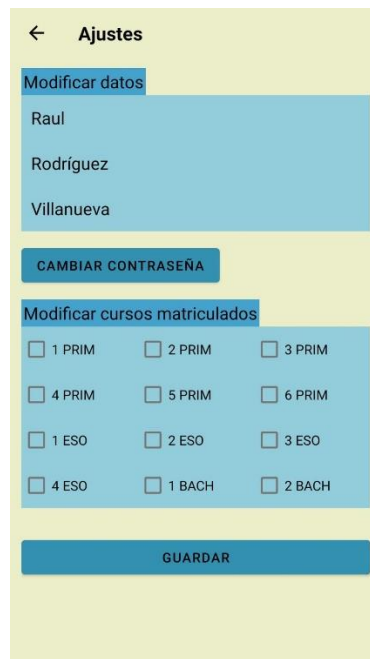 Ajustes
Modificar datos
Raul
Rodríguez
Villanueva
CAMBIAR CONTRASEÑA
Modificar cursos matriculados
1 PRIM 2 PRIM 3 PRIM
4 PRIM 5 PRIM 6 PRIM
1 ESO 2 ESO 3 ESO
4 ESO 1 BACH 2 BACH
GUARDAR